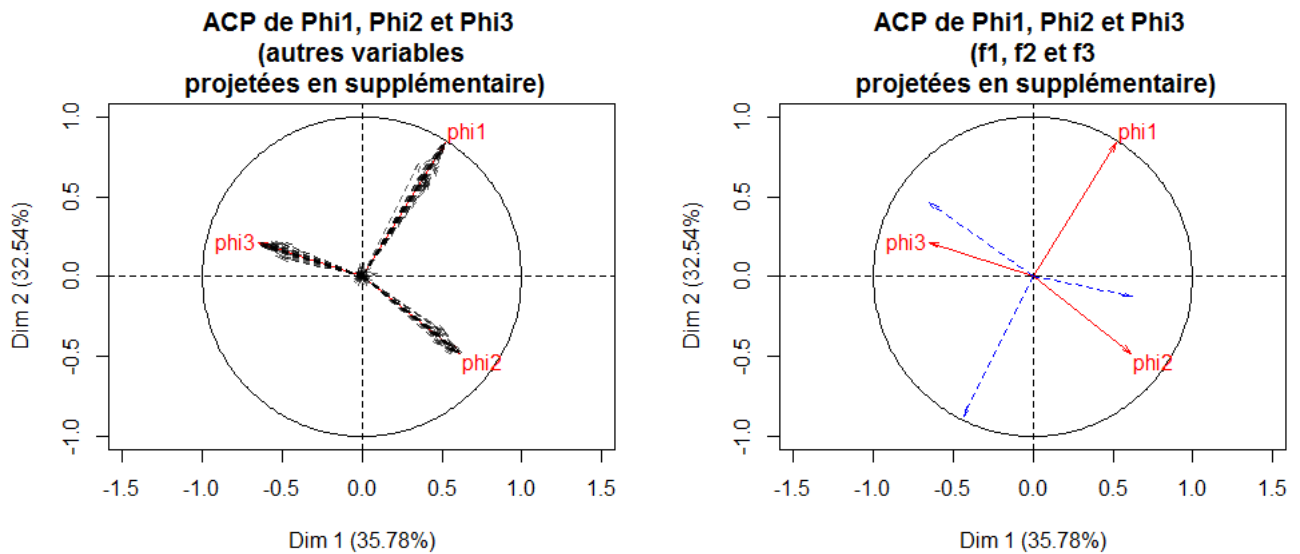 ACP de Phi1, Phi2 et Phi3
(autres variables
projetées en supplémentaire)
1.0
0.5
0.0
-0.5
-1.0
Dim 2 (32.54%)
phi1
phi3
phi2
-1.5 -1.0 -0.5 0.0 0.5 1.0 1.5
Dim 1 (35.78%)
ACP de Phi1, Phi2 et Phi3
(f1, f2 et f3
projetées en supplémentaire)
1.0
0.5
0.0
-0.5
-1.0
Dim 2 (32.54%)
phi1
phi3
phi2
-1.5 -1.0 -0.5 0.0 0.5 1.0 1.5
Dim 1 (35.78%)